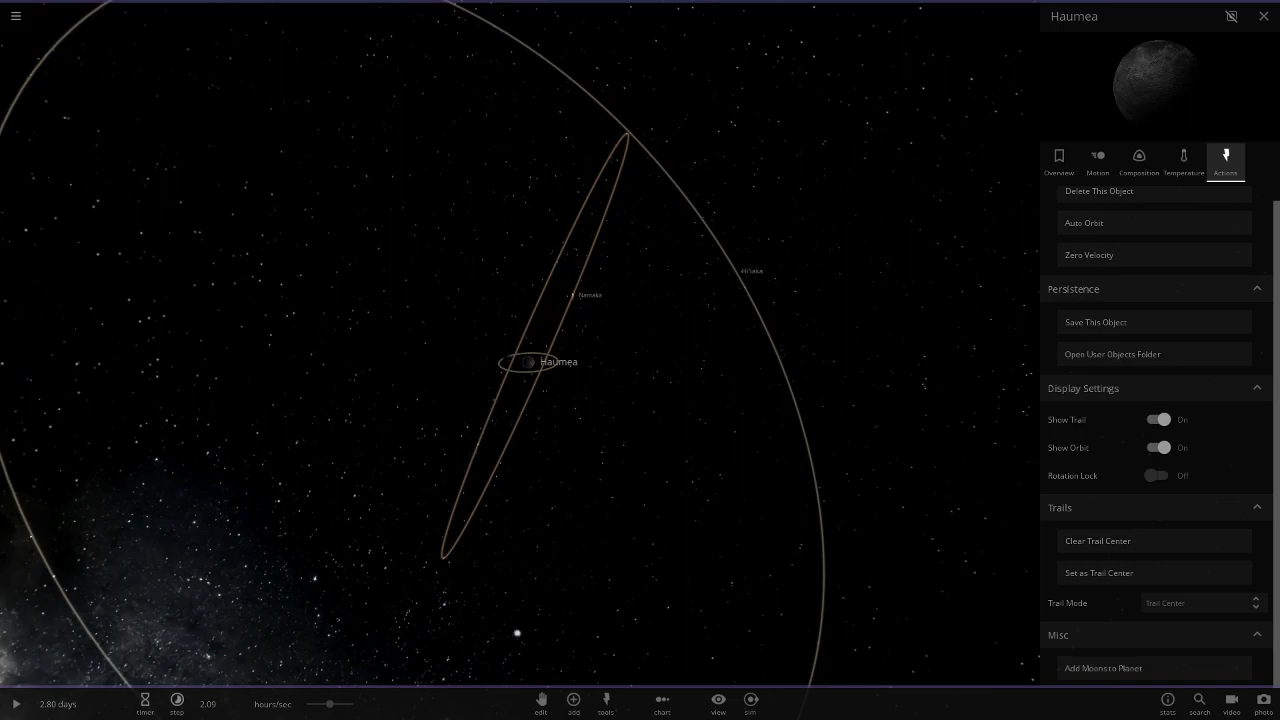 Haumea
Overview
Motion
Composition
Temperature
Actions
Delete This Object
Auto Orbit
Zero Velocity
Persistence
Save This Object
Open User Objects Folder
Display Settings
Show Trail On
Show Orbit On
Rotation Lock Off
Trails
Clear Trail Center
Set as Trail Center
Trail Mode Trail Center
Misc
Add Moons to Planet
Hi'iaka
Namaka
Haumea
2.80 days
timer
step
2.09
hours/sec
edit
add
tools
chart
view
sim
stats
search
video
photo